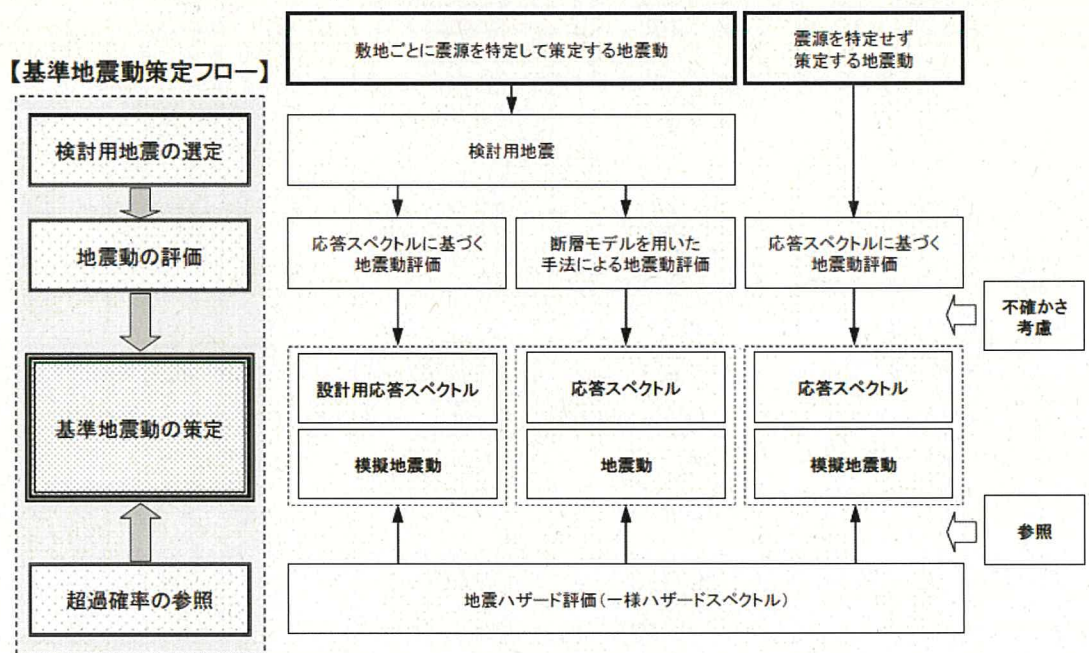 敷地ごとに震源を特定して策定する地震動
震源を特定せず
策定する地震動
【基準地震動策定フロー】
検討用地震の選定
検討用地震
地震動の評価
応答スペクトルに基づく
地震動評価
断層モデルを用いた
手法による地震動評価
応答スペクトルに基づく
地震動評価
不確かさ
考慮
基準地震動の策定
設計用応答スペクトル
模擬地震動
応答スペクトル
地震動
応答スペクトル
模擬地震動
参照
超過確率の参照
地震ハザード評価(一様ハザードスペクトル)